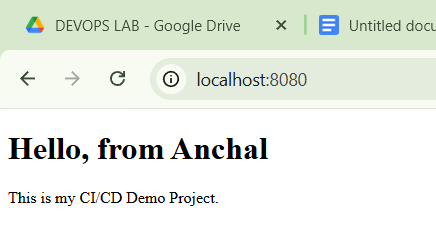 DEVOPS LAB - Google Drive
Untitled docu
localhost:8080
Hello, from Anchal
This is my CI/CD Demo Project.